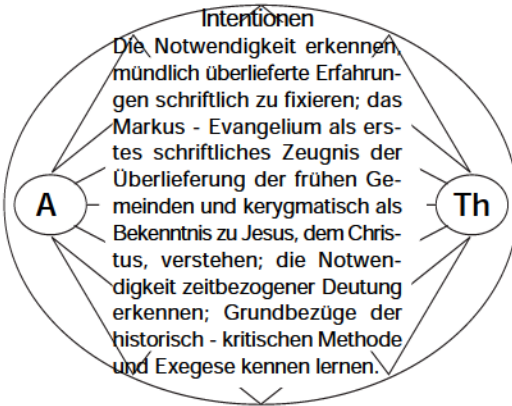 Intentionen
Die Notwendigkeit erkennen,
mündlich überlieferte Erfahrun-
gen schriftlich zu fixieren; das
Markus - Evangelium als ers-
tes schriftliches Zeugnis der
Überlieferung der frühen Ge-
meinden und kerygmatisch als
Bekenntnis zu Jesus, dem Chris-
tus, verstehen; die Notwen-
digkeit zeitbezogener Deutung
erkennen; Grundbezüge der
historisch - kritischen Methode
und Exegese kennen lernen.
A
Th